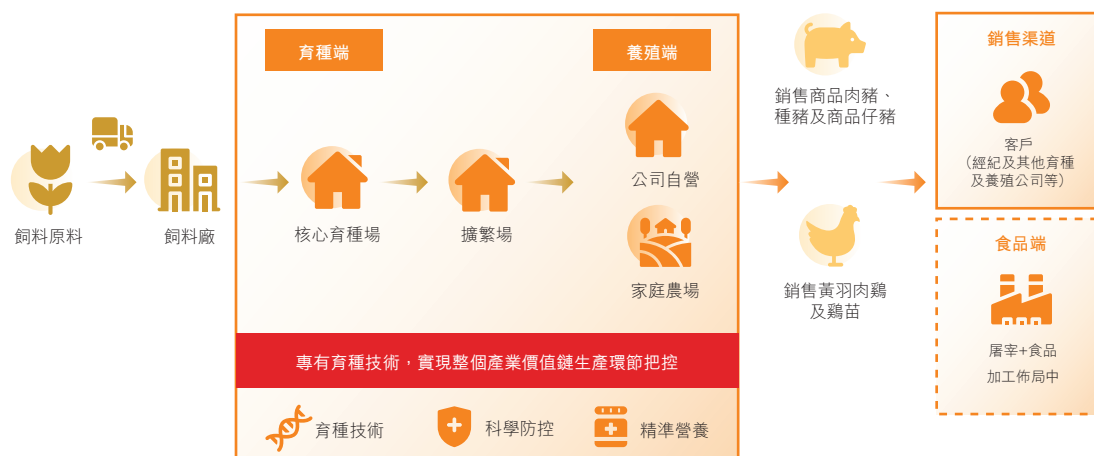 飼料原料
飼料廠
育種端
核心育種場
擴繁場
養殖端
公司自營
家庭農場
專有育種技術，實現整個產業價值鏈生產環節把控
育種技術
科學防控
精準營養
銷售商品肉豬、
種豬及商品仔豬
銷售黃羽肉鷄
及鷄苗
銷售渠道
客戶
（經紀及其他育種
及養殖公司等）
食品端
屠宰+食品
加工佈局中